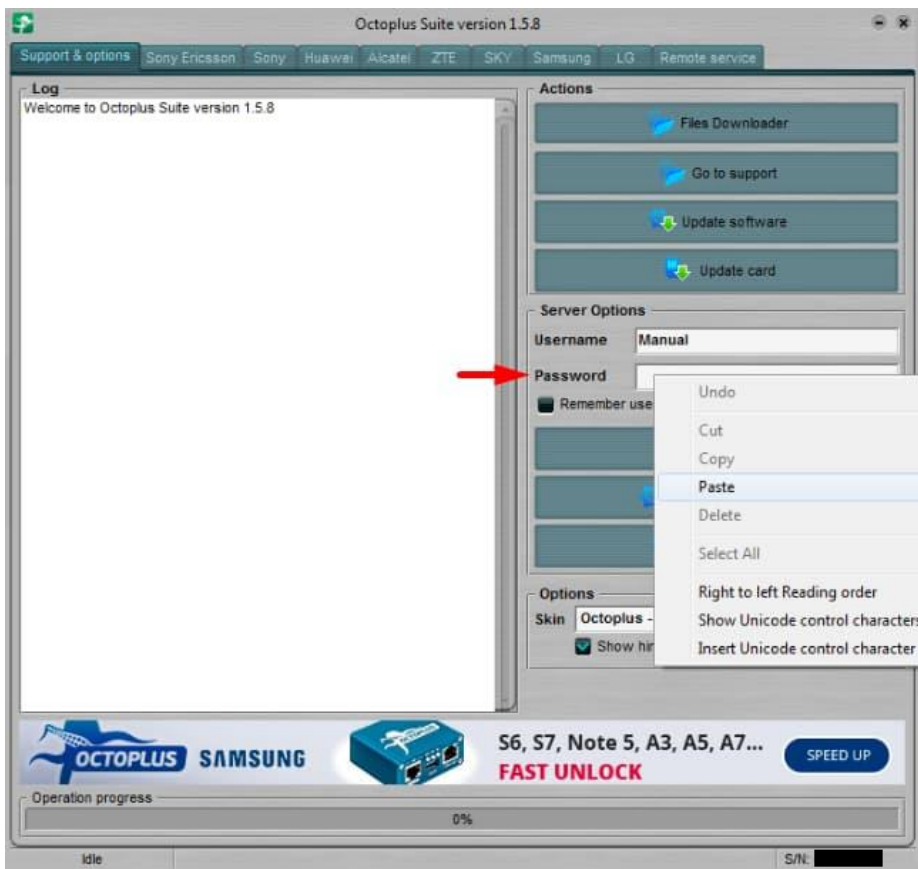 Octoplus Suite version 1.5.8
Support & options Sony Ericsson Sony Huawei Alcatel ZTE SKY Samsung LG Remote service
Log
Welcome to Octoplus Suite version 1.5.8
Actions
Files Downloader
Go to support
Update software
Update card
Server Options
Username Manual
Password
Remember use
Undo
Cut
Copy
Paste
Delete
Select All
Right to left Reading order
Show Unicode control characters
Insert Unicode control character
Options
Skin Octoplus -
Show hin
OCTOPLUS SAMSUNG
S6, S7, Note 5, A3, A5, A7...
FAST UNLOCK
SPEED UP
Operation progress
0%
Idle S/N: